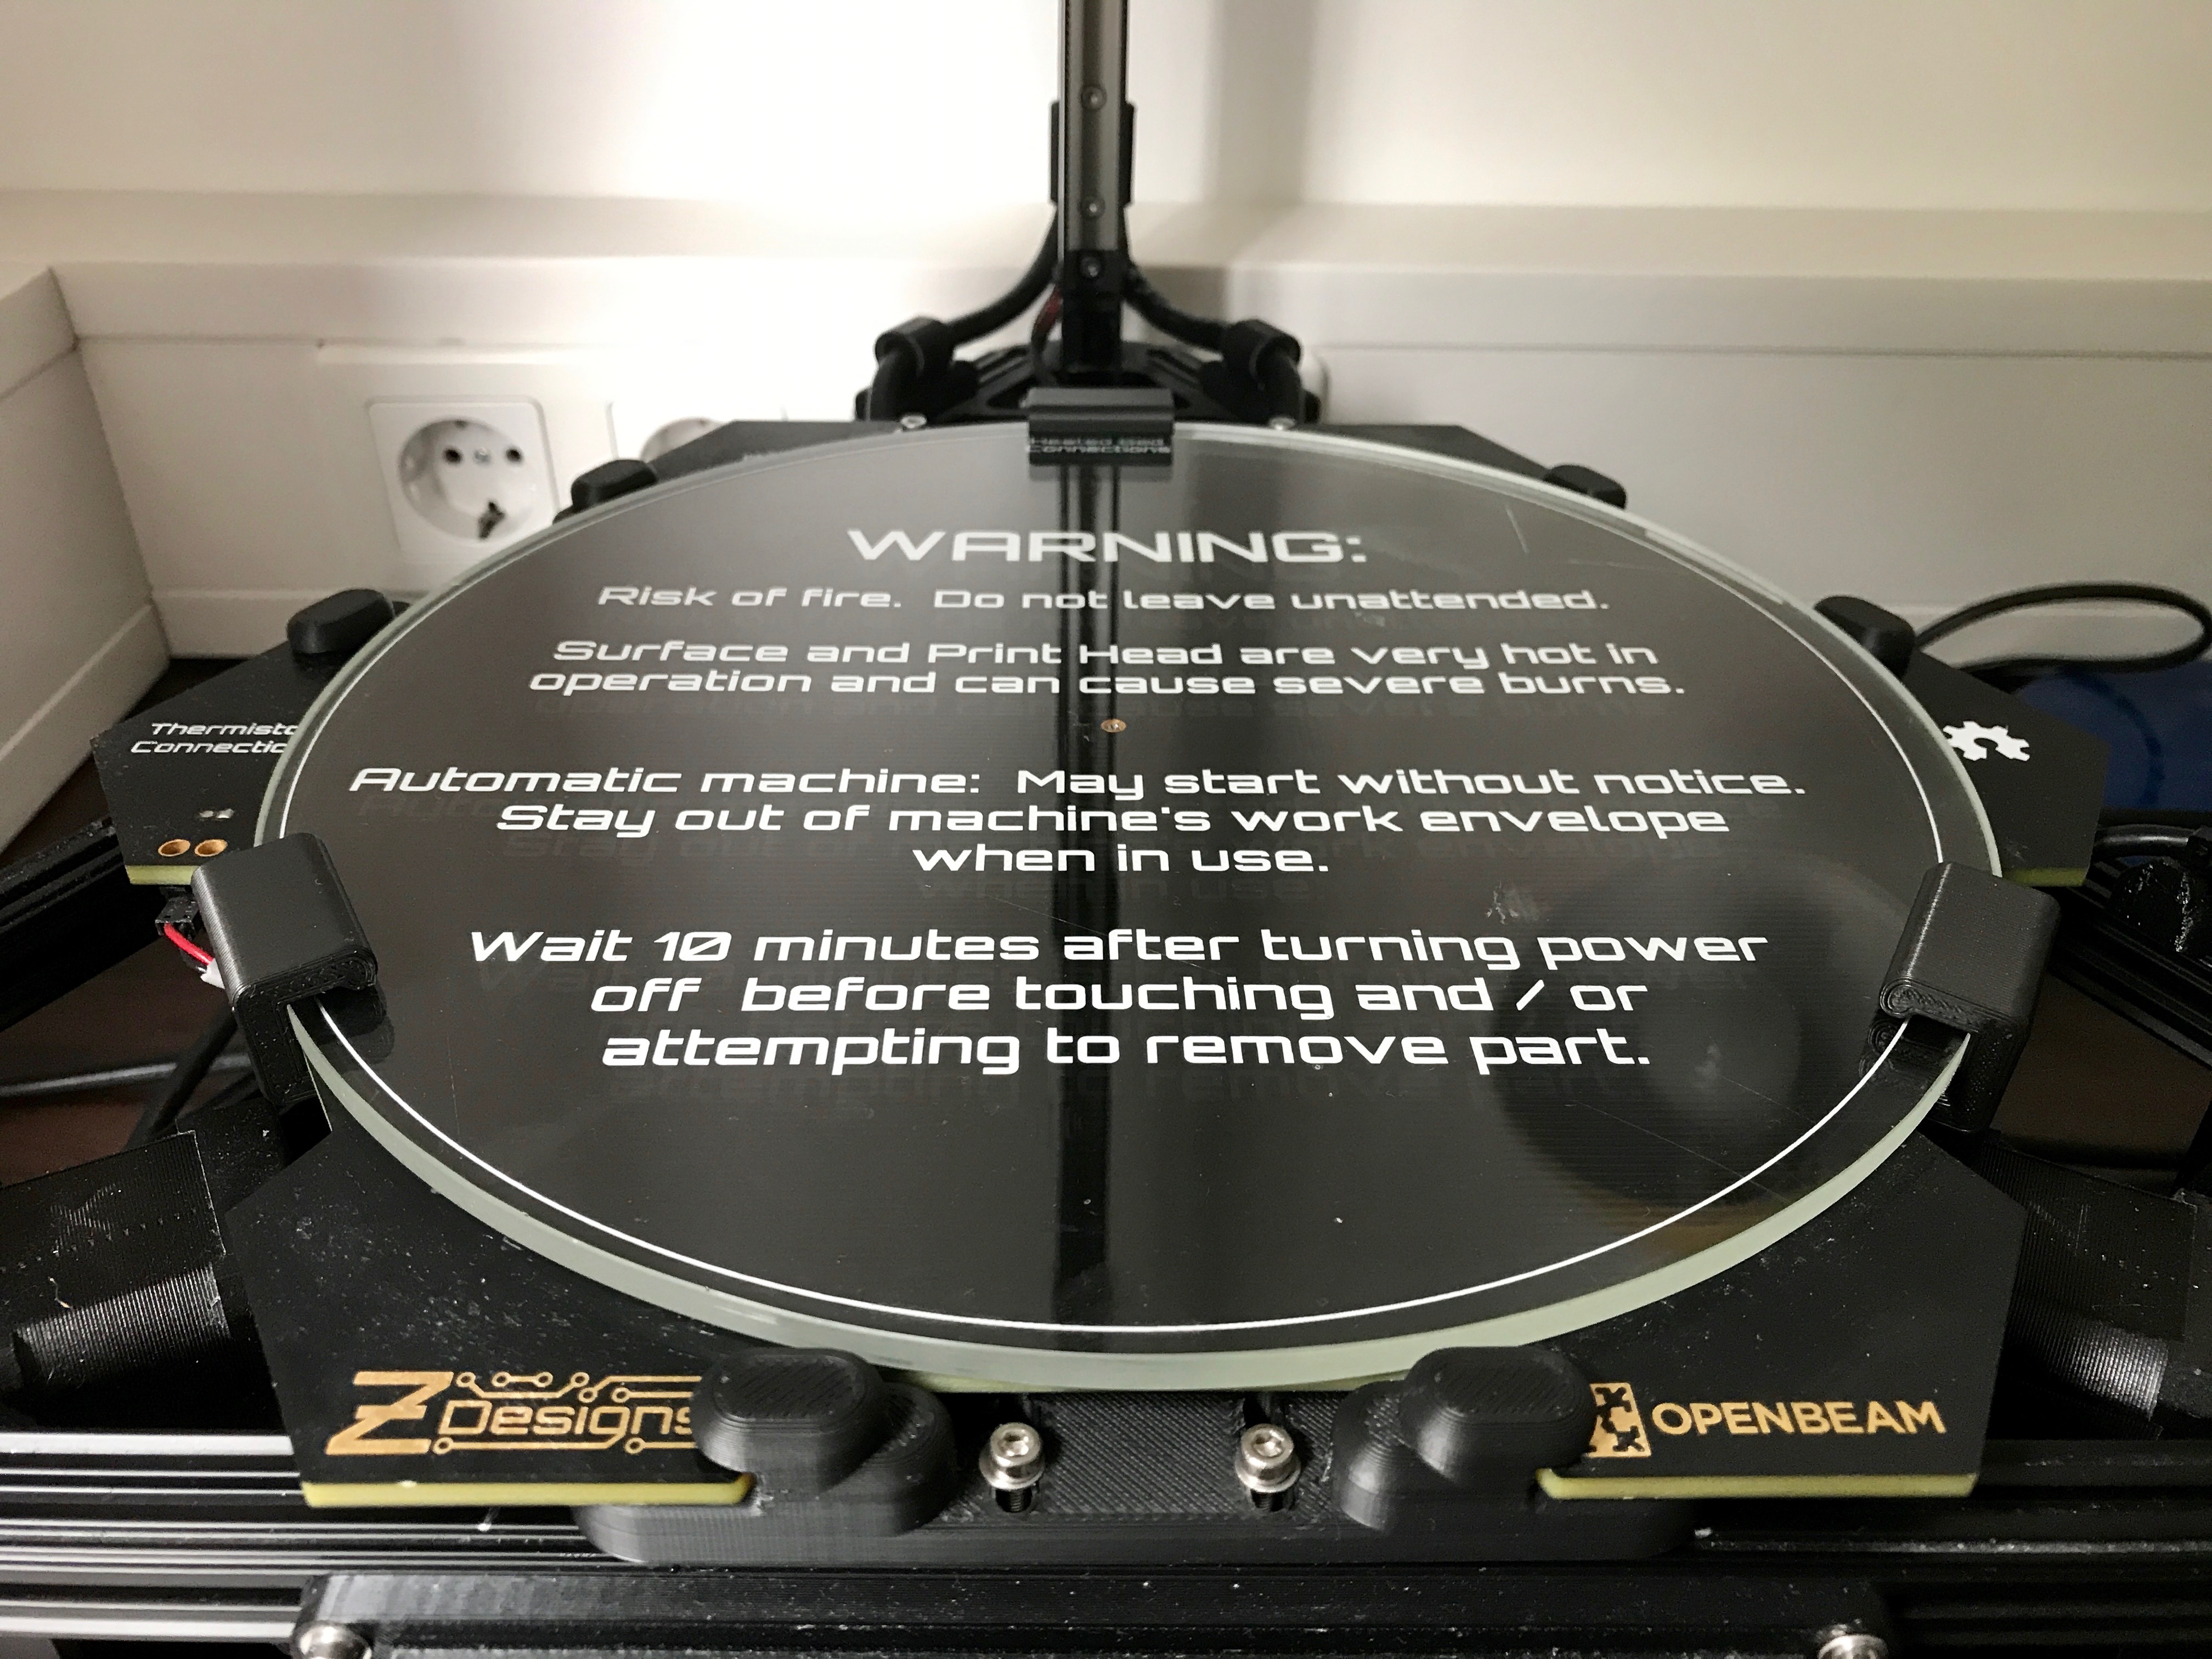 Heated Bed
Connections
WARNING:
Risk of fire. Do not leave unattended.
Surface and Print Head are very hot in
operation and can cause severe burns.
Thermisto
Connectio
Automatic machine: May start without notice.
Stay out of machine's work envelope
when in use.
Wait 10 minutes after turning power
off before touching and / or
attempting to remove part.
Z Designs
OPENBEAM